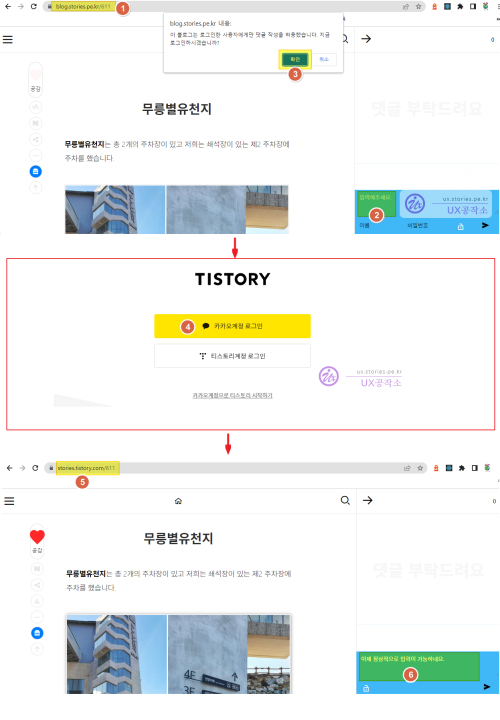 blog.stories.pe.kr/611
1
blog.stories.pe.kr 내용:
이 블로그는 로그인한 사용자에게만 댓글 작성을 허용했습니다. 지금
로그인하시겠습니까?
확인
취소
3
0
공감
무릉별유천지
댓글 부탁드려요
무릉별유천지는 총 2개의 주차장이 있고 저희는 쇄석장이 있는 제2 주차장에
주차를 했습니다.
입력해주세요.
2
ux.stories.pe.kr
UX공작소
이름
비밀번호
TISTORY
4
카카오계정 로그인
티스토리계정 로그인
ux.stories.pe.kr
UX공작소
카카오계정으로 티스토리 시작하기
stories.tistory.com/611
5
0
공감
무릉별유천지
댓글 부탁드려요
무릉별유천지는 총 2개의 주차장이 있고 저희는 쇄석장이 있는 제2 주차장에
주차를 했습니다.
4F
3F
이제 정상적으로 입력이 가능하네요.
6